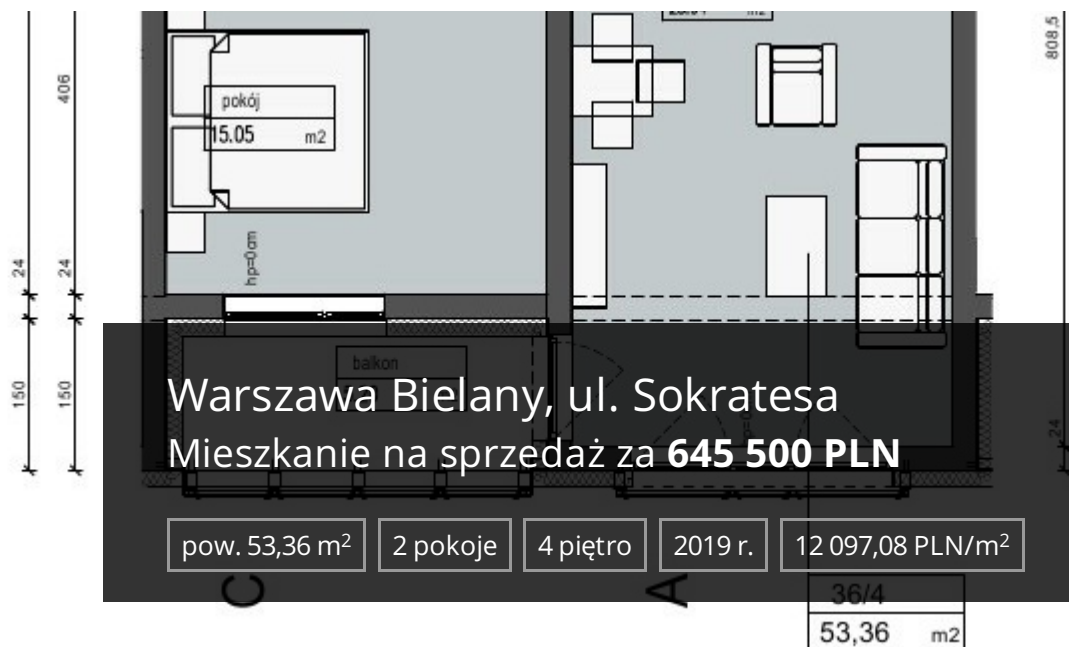 m2
808,5
406
pokój
15.05 m2
hp=0cm
24
24
balkon
150
150
24
Warszawa Bielany, ul. Sokratesa
Mieszkanie na sprzedaż za 645 500 PLN
pow. 53,36 m² 2 pokoje 4 piętro 2019 r. 12 097,08 PLN/m²
C
A
36/4
53,36 m2